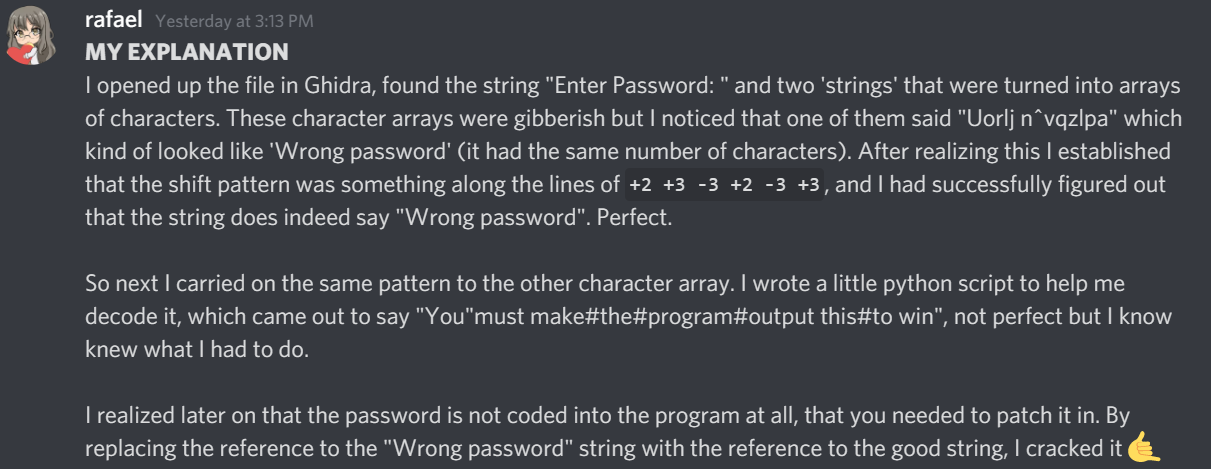 rafael Yesterday at 3:13 PM
MY EXPLANATION
I opened up the file in Ghidra, found the string "Enter Password: " and two 'strings' that were turned into arrays
of characters. These character arrays were gibberish but I noticed that one of them said "Uorlj n^vqzlpa" which
kind of looked like 'Wrong password' (it had the same number of characters). After realizing this I established
that the shift pattern was something along the lines of +2 +3 -3 +2 -3 +3, and I had successfully figured out
that the string does indeed say "Wrong password". Perfect.
So next I carried on the same pattern to the other character array. I wrote a little python script to help me
decode it, which came out to say "You"must make#the#program#output this#to win", not perfect but I know
knew what I had to do.
I realized later on that the password is not coded into the program at all, that you needed to patch it in. By
replacing the reference to the "Wrong password" string with the reference to the good string, I cracked it 🤙